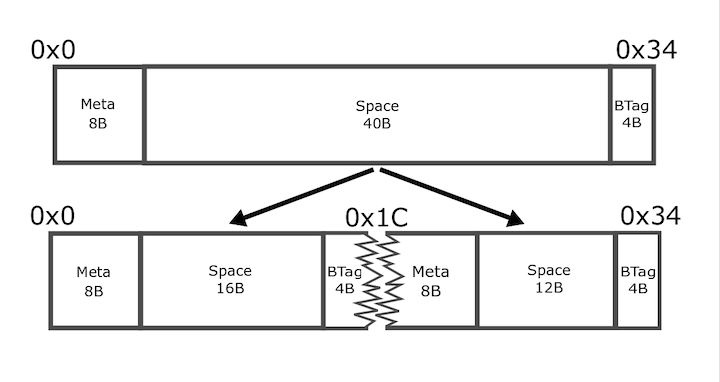 0x0
0x34
Meta
8B
Space
40B
BTag
4B
0x0
0x1C
0x34
Meta
8B
Space
16B
BTag
4B
Meta
8B
Space
12B
BTag
4B